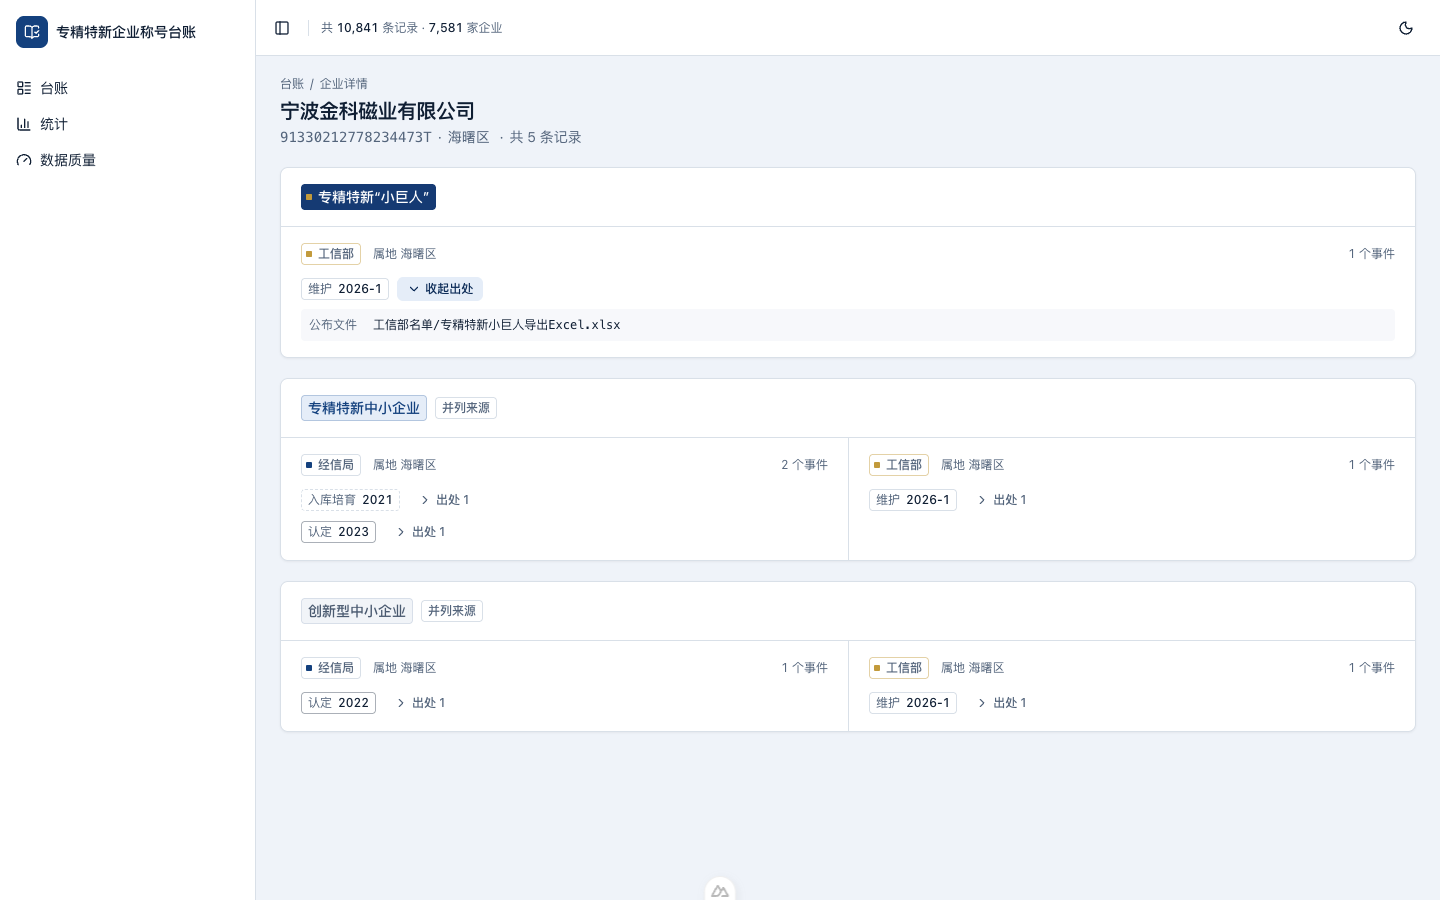 专精特新企业称号台账
共 10,841 条记录 · 7,581 家企业
台账
统计
数据质量
台账 / 企业详情
宁波金科磁业有限公司
91330212778234473T · 海曙区 · 共 5 条记录
专精特新“小巨人”
工信部 属地 海曙区 1 个事件
维护 2026-1 收起出处
公布文件 工信部名单/专精特新小巨人导出Excel.xlsx
专精特新中小企业 并列来源
经信局 属地 海曙区 2 个事件
入库培育 2021 出处 1
认定 2023 出处 1
工信部 属地 海曙区 1 个事件
维护 2026-1 出处 1
创新型中小企业 并列来源
经信局 属地 海曙区 1 个事件
认定 2022 出处 1
工信部 属地 海曙区 1 个事件
维护 2026-1 出处 1